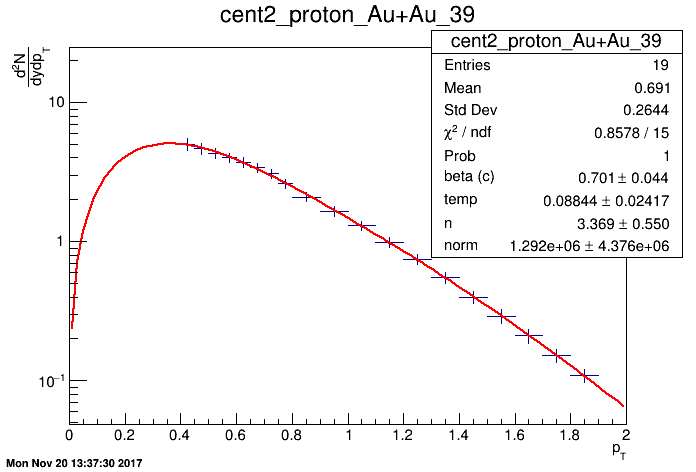 cent2_proton_Au+Au_39
cent2_proton_Au+Au_39
Entries 19
Mean 0.691
Std Dev 0.2644
χ² / ndf 0.8578 / 15
Prob 1
beta (c) 0.701 ± 0.044
temp 0.08844 ± 0.02417
n 3.369 ± 0.550
norm 1.292e+06 ± 4.376e+06
d²N
dydp_T
10
1
10⁻¹
0 0.2 0.4 0.6 0.8 1 1.2 1.4 1.6 1.8 2
p_T
Mon Nov 20 13:37:30 2017